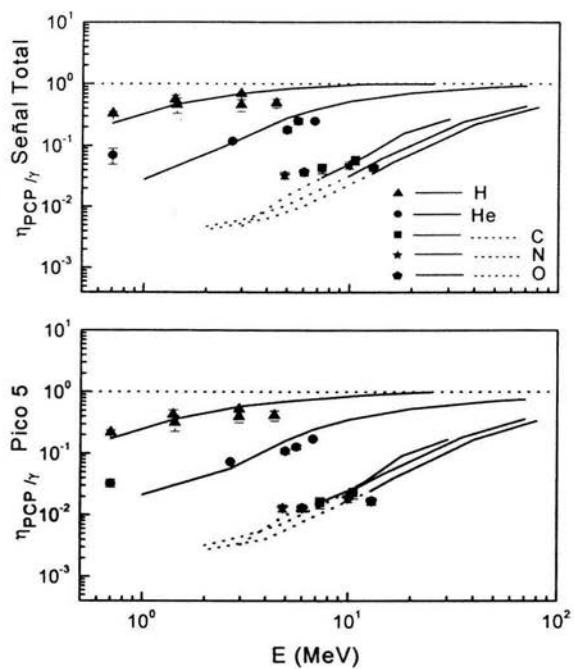 η_PCP/γ Señal Total
10¹
10⁰
10⁻¹
10⁻²
10⁻³
H
He
C
N
O
η_PCP/γ Pico 5
10¹
10⁰
10⁻¹
10⁻²
10⁻³
10⁰
10¹
10²
E (MeV)